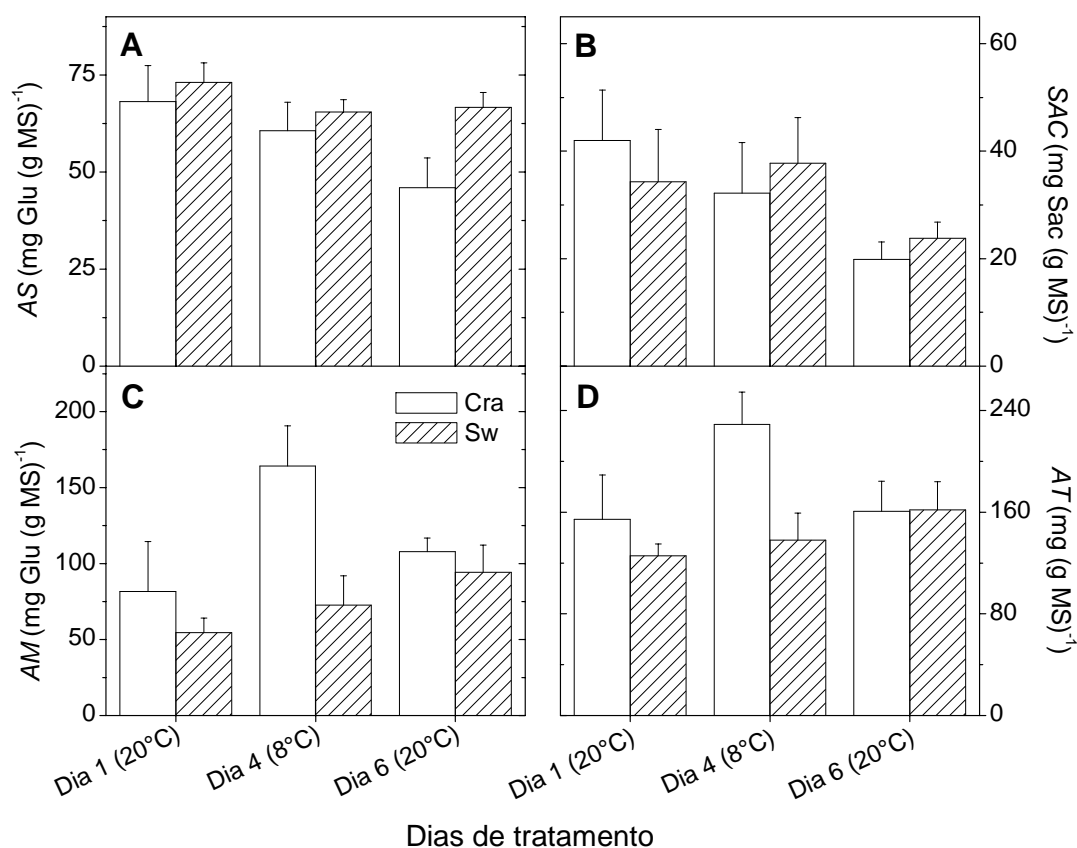 A
75
50
25
0
AS (mg Glu (g MS)⁻¹
B
60
40
20
0
SAC (mg Sac (g MS)⁻¹
C
200
150
100
50
0
AM (mg Glu (g MS)⁻¹
Cra
Sw
D
240
160
80
0
AT (mg (g MS)⁻¹
Dia 1 (20°C)
Dia 4 (8°C)
Dia 6 (20°C)
Dia 1 (20°C)
Dia 4 (8°C)
Dia 6 (20°C)
Dias de tratamento